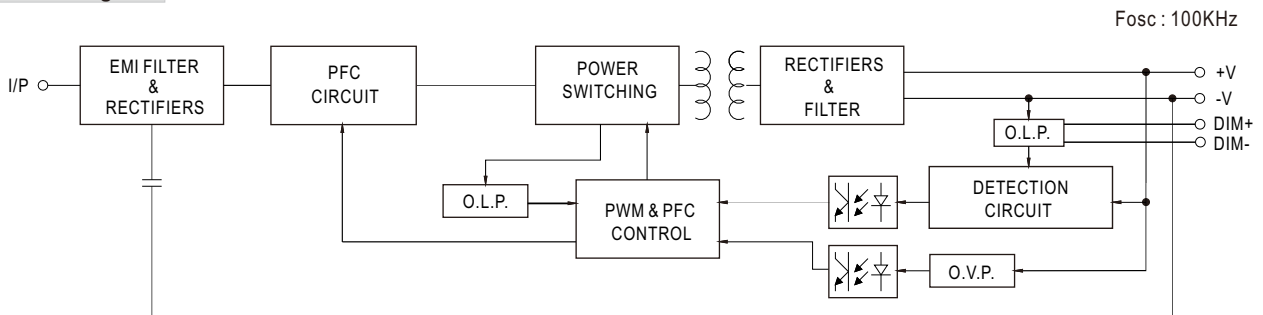 Fosc : 100KHz
I/P
EMI FILTER
&
RECTIFIERS
PFC
CIRCUIT
POWER
SWITCHING
RECTIFIERS
&
FILTER
+V
-V
DIM+
DIM-
O.L.P.
O.L.P.
PWM & PFC
CONTROL
DETECTION
CIRCUIT
O.V.P.